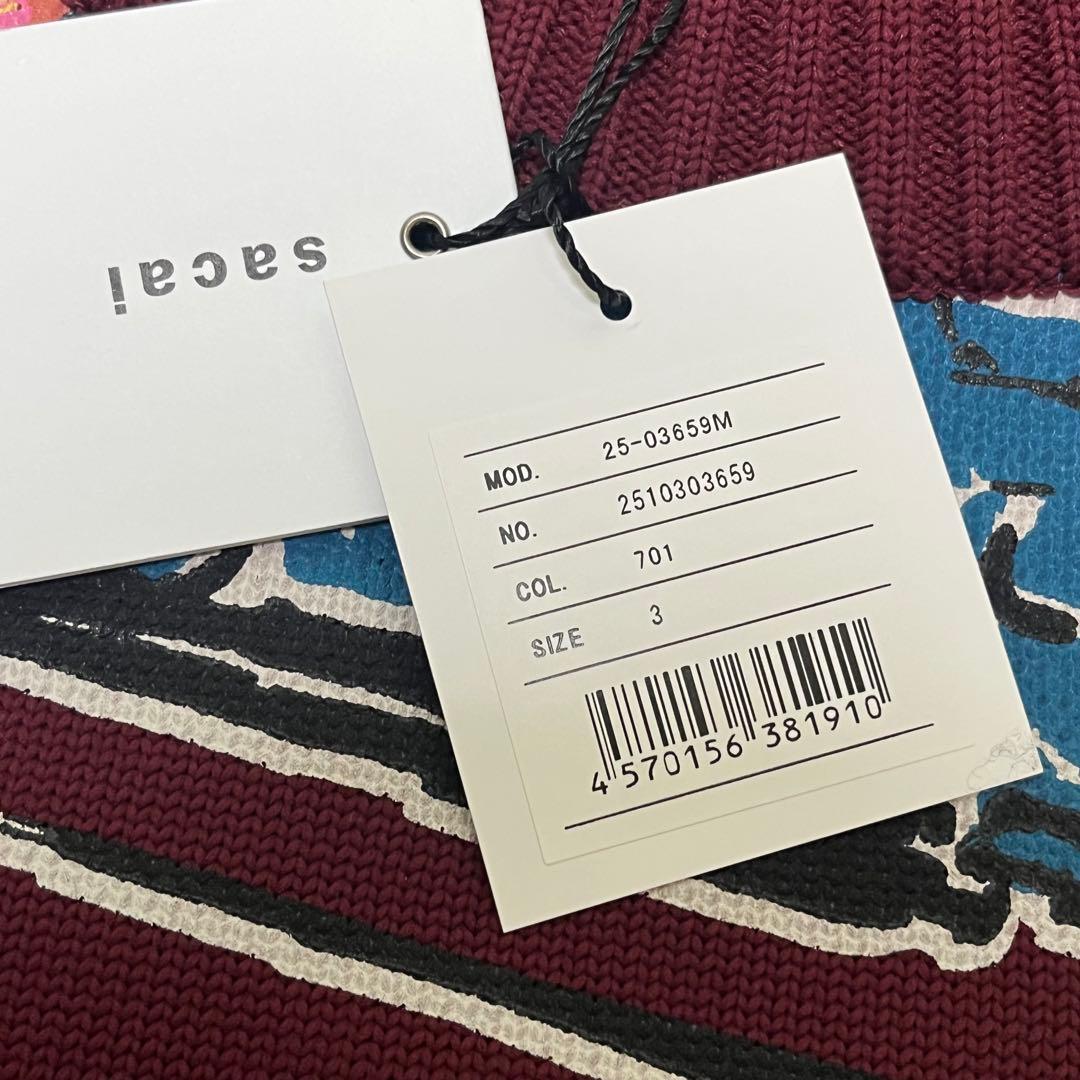 sacai
MOD. 25-03659M
NO. 2510303659
COL. 701
SIZE 3
4 570156 381910